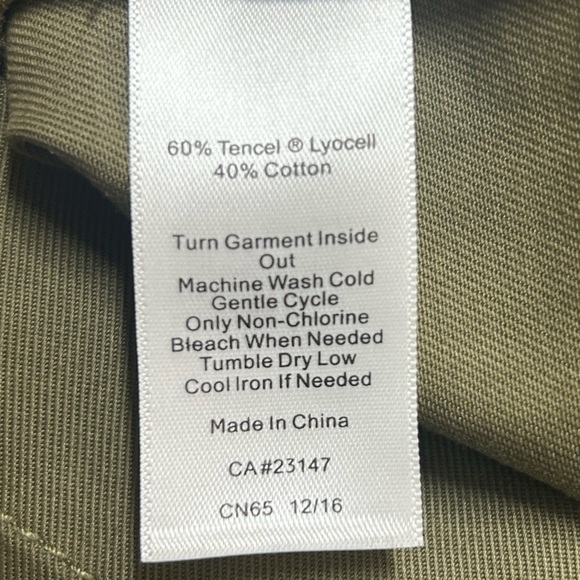 60% Tencel ® Lyocell
40% Cotton
Turn Garment Inside
Out
Machine Wash Cold
Gentle Cycle
Only Non-Chlorine
Bleach When Needed
Tumble Dry Low
Cool Iron If Needed
Made In China
CA#23147
CN65 12/16